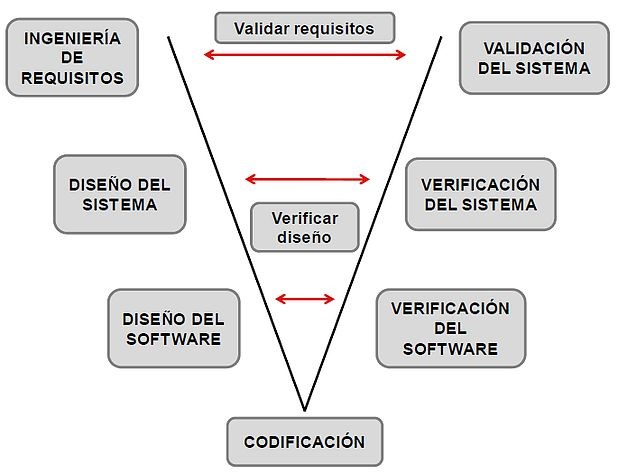 INGENIERÍA
DE
REQUISITOS
Validar requisitos
VALIDACIÓN
DEL SISTEMA
DISEÑO DEL
SISTEMA
VERIFICACIÓN
DEL SISTEMA
Verificar
diseño
DISEÑO DEL
SOFTWARE
VERIFICACIÓN
DEL
SOFTWARE
CODIFICACIÓN